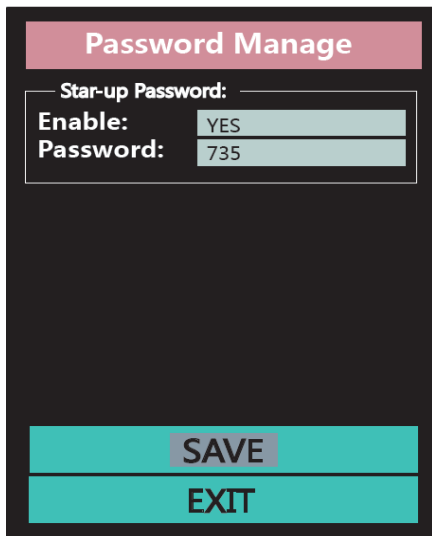 Password Manage
Star-up Password:
Enable: YES
Password: 735
SAVE
EXIT